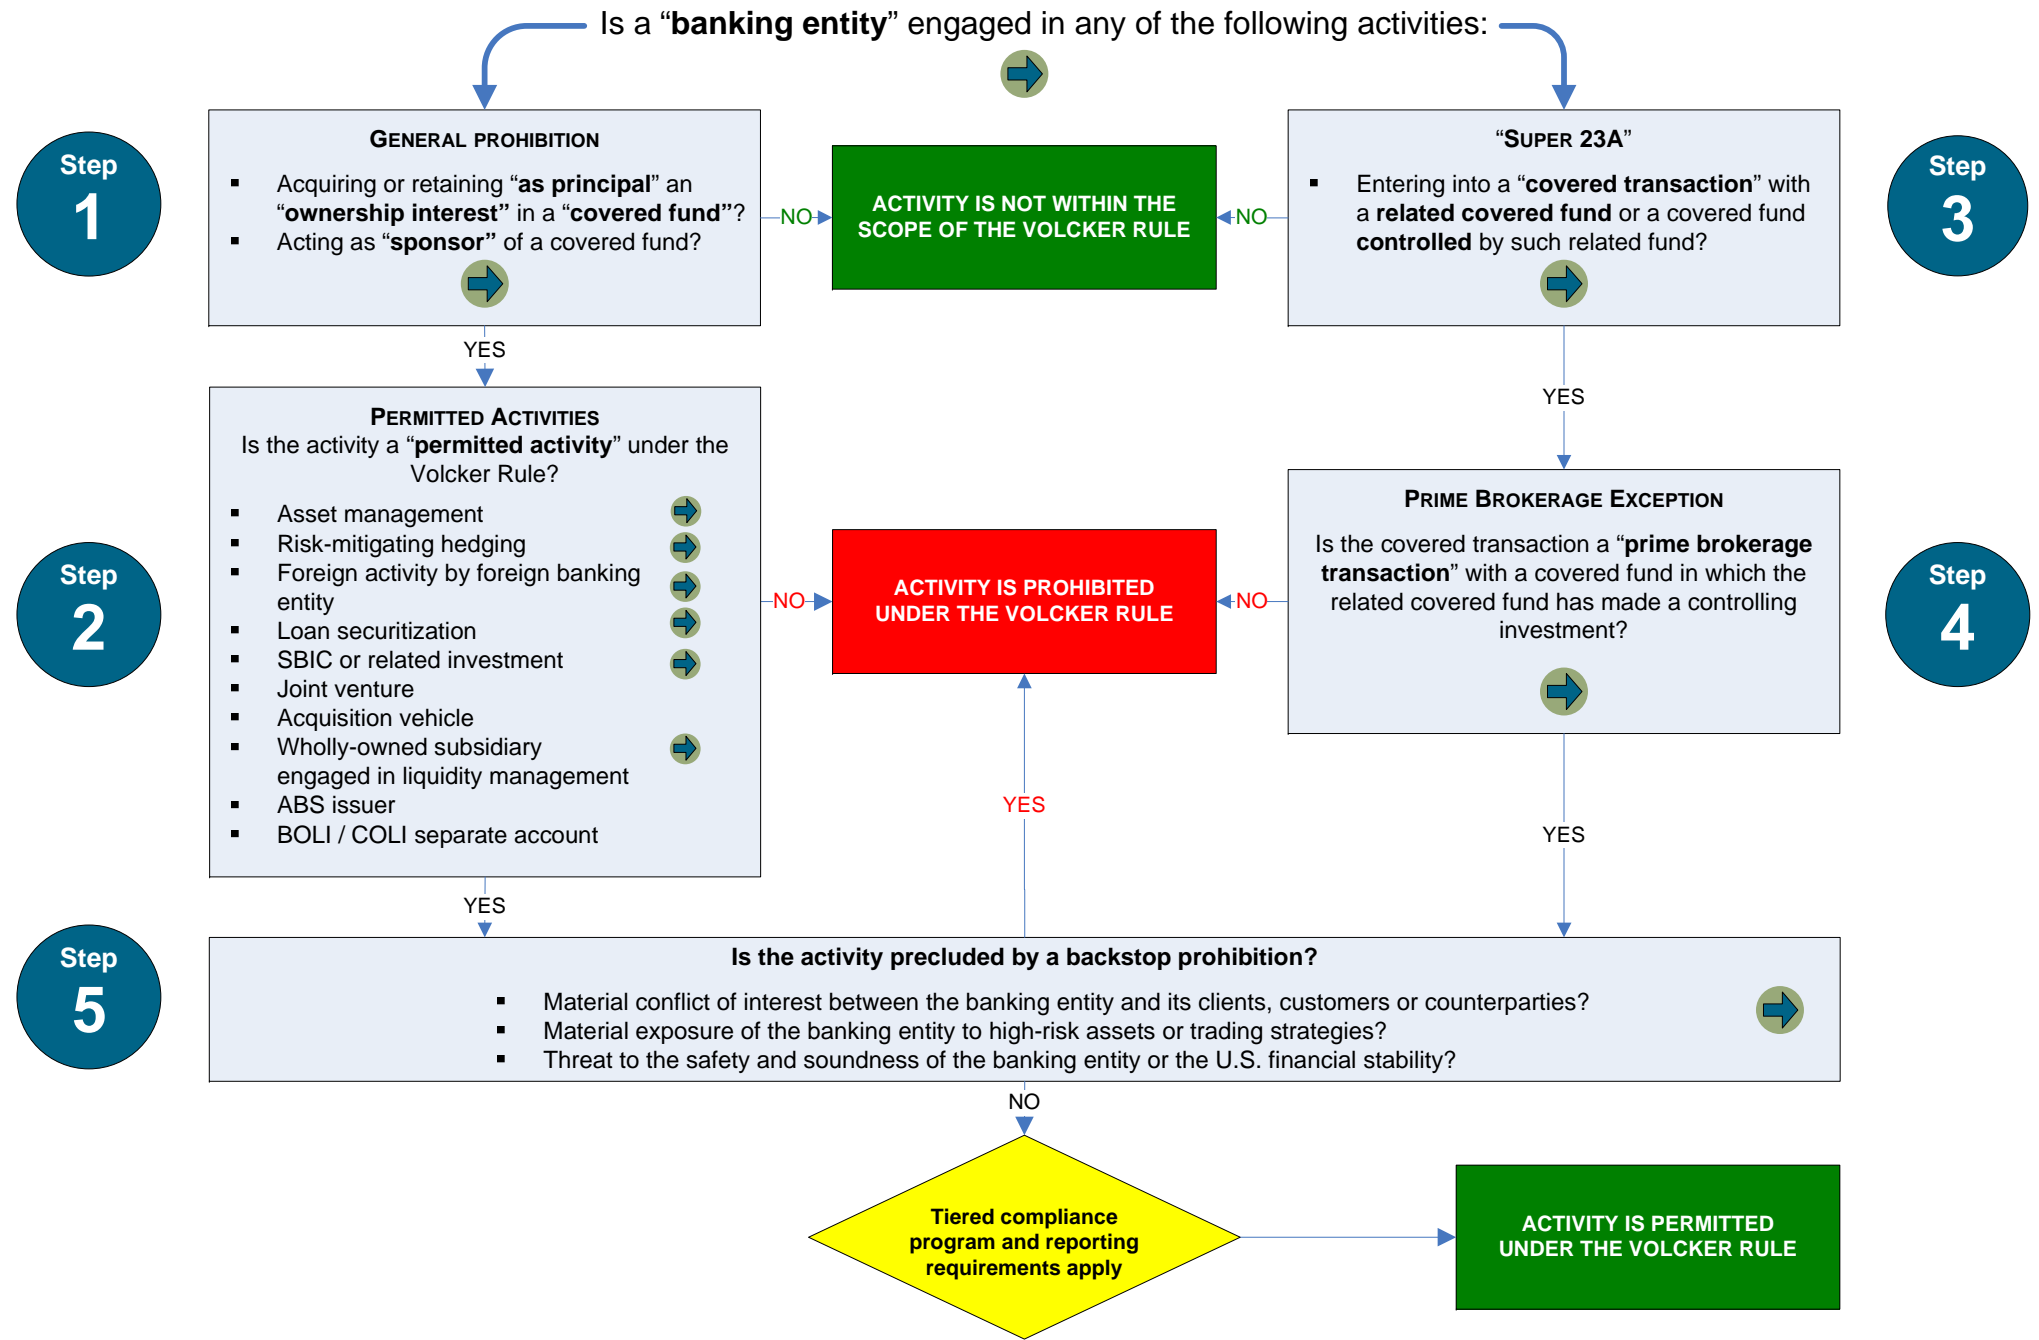 Is a “banking entity” engaged in any of the following activities:
Step
1
GENERAL PROHIBITION
▪ Acquiring or retaining “as principal” an
“ownership interest” in a “covered fund”?
▪ Acting as “sponsor” of a covered fund?
NO
ACTIVITY IS NOT WITHIN THE
SCOPE OF THE VOLCKER RULE
NO
“SUPER 23A”
▪ Entering into a “covered transaction” with
a related covered fund or a covered fund
controlled by such related fund?
Step
3
YES
YES
Step
2
PERMITTED ACTIVITIES
Is the activity a “permitted activity” under the
Volcker Rule?
▪ Asset management
▪ Risk-mitigating hedging
▪ Foreign activity by foreign banking
entity
▪ Loan securitization
▪ SBIC or related investment
▪ Joint venture
▪ Acquisition vehicle
▪ Wholly-owned subsidiary
engaged in liquidity management
▪ ABS issuer
▪ BOLI / COLI separate account
NO
ACTIVITY IS PROHIBITED
UNDER THE VOLCKER RULE
NO
PRIME BROKERAGE EXCEPTION
Is the covered transaction a “prime brokerage
transaction” with a covered fund in which the
related covered fund has made a controlling
investment?
Step
4
YES
YES
YES
Step
5
Is the activity precluded by a backstop prohibition?
▪ Material conflict of interest between the banking entity and its clients, customers or counterparties?
▪ Material exposure of the banking entity to high-risk assets or trading strategies?
▪ Threat to the safety and soundness of the banking entity or the U.S. financial stability?
NO
Tiered compliance
program and reporting
requirements apply
ACTIVITY IS PERMITTED
UNDER THE VOLCKER RULE